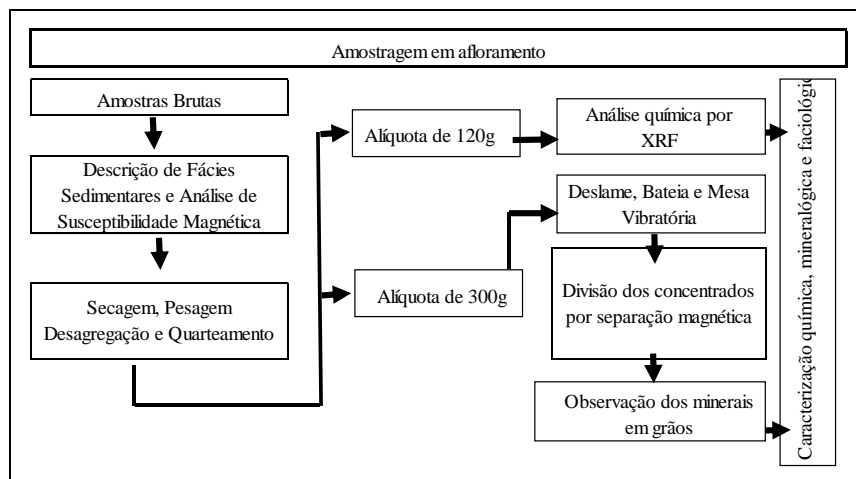 Amostragem em afloramento
Amostras Brutas
Descrição de Fácies
Sedimentares e Análise de
Susceptibilidade Magnética
Secagem, Pesagem
Desagregação e Quarteamento
Alíquota de 120g
Alíquota de 300g
Análise química por
XRF
Deslame, Bateia e Mesa
Vibratória
Divisão dos concentrados
por separação magnética
Observação dos minerais
em grãos
Caracterização química, mineralógica e faciológic